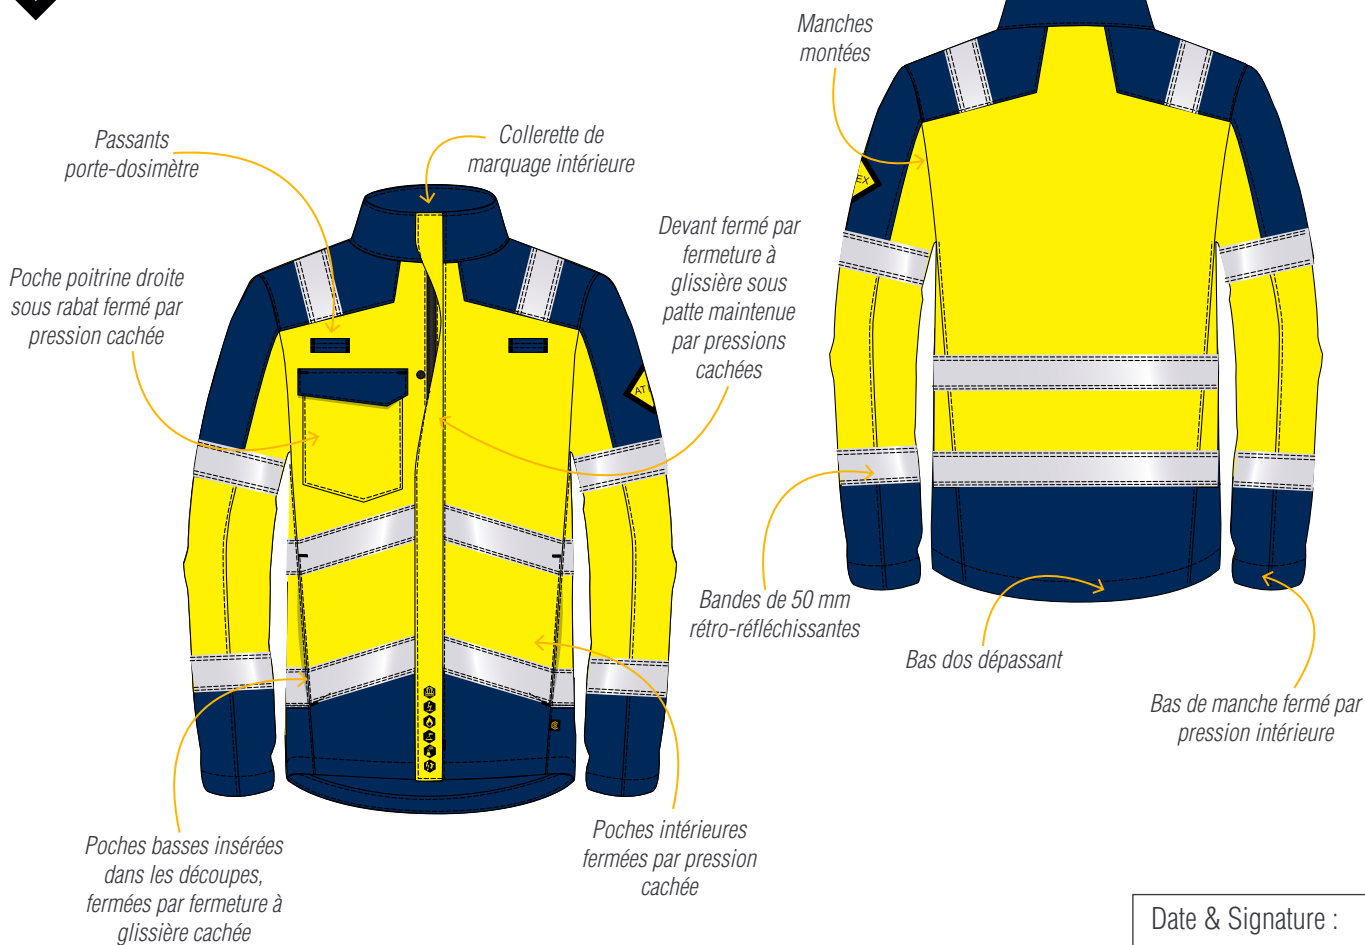 Manches
montées
Passants
porte-dosimètre
Collerette de
marquage intérieure
Poche poitrine droite
sous rabat fermé par
pression cachée
Devant fermé par
fermeture à
glissière sous
patte maintenue
par pressions
cachées
EX
AT
Bandes de 50 mm
rétro-réfléchissantes
Bas dos dépassant
Bas de manche fermé par
pression intérieure
Poches basses insérées
dans les découpes,
fermées par fermeture à
glissière cachée
Poches intérieures
fermées par pression
cachée
Date & Signature :